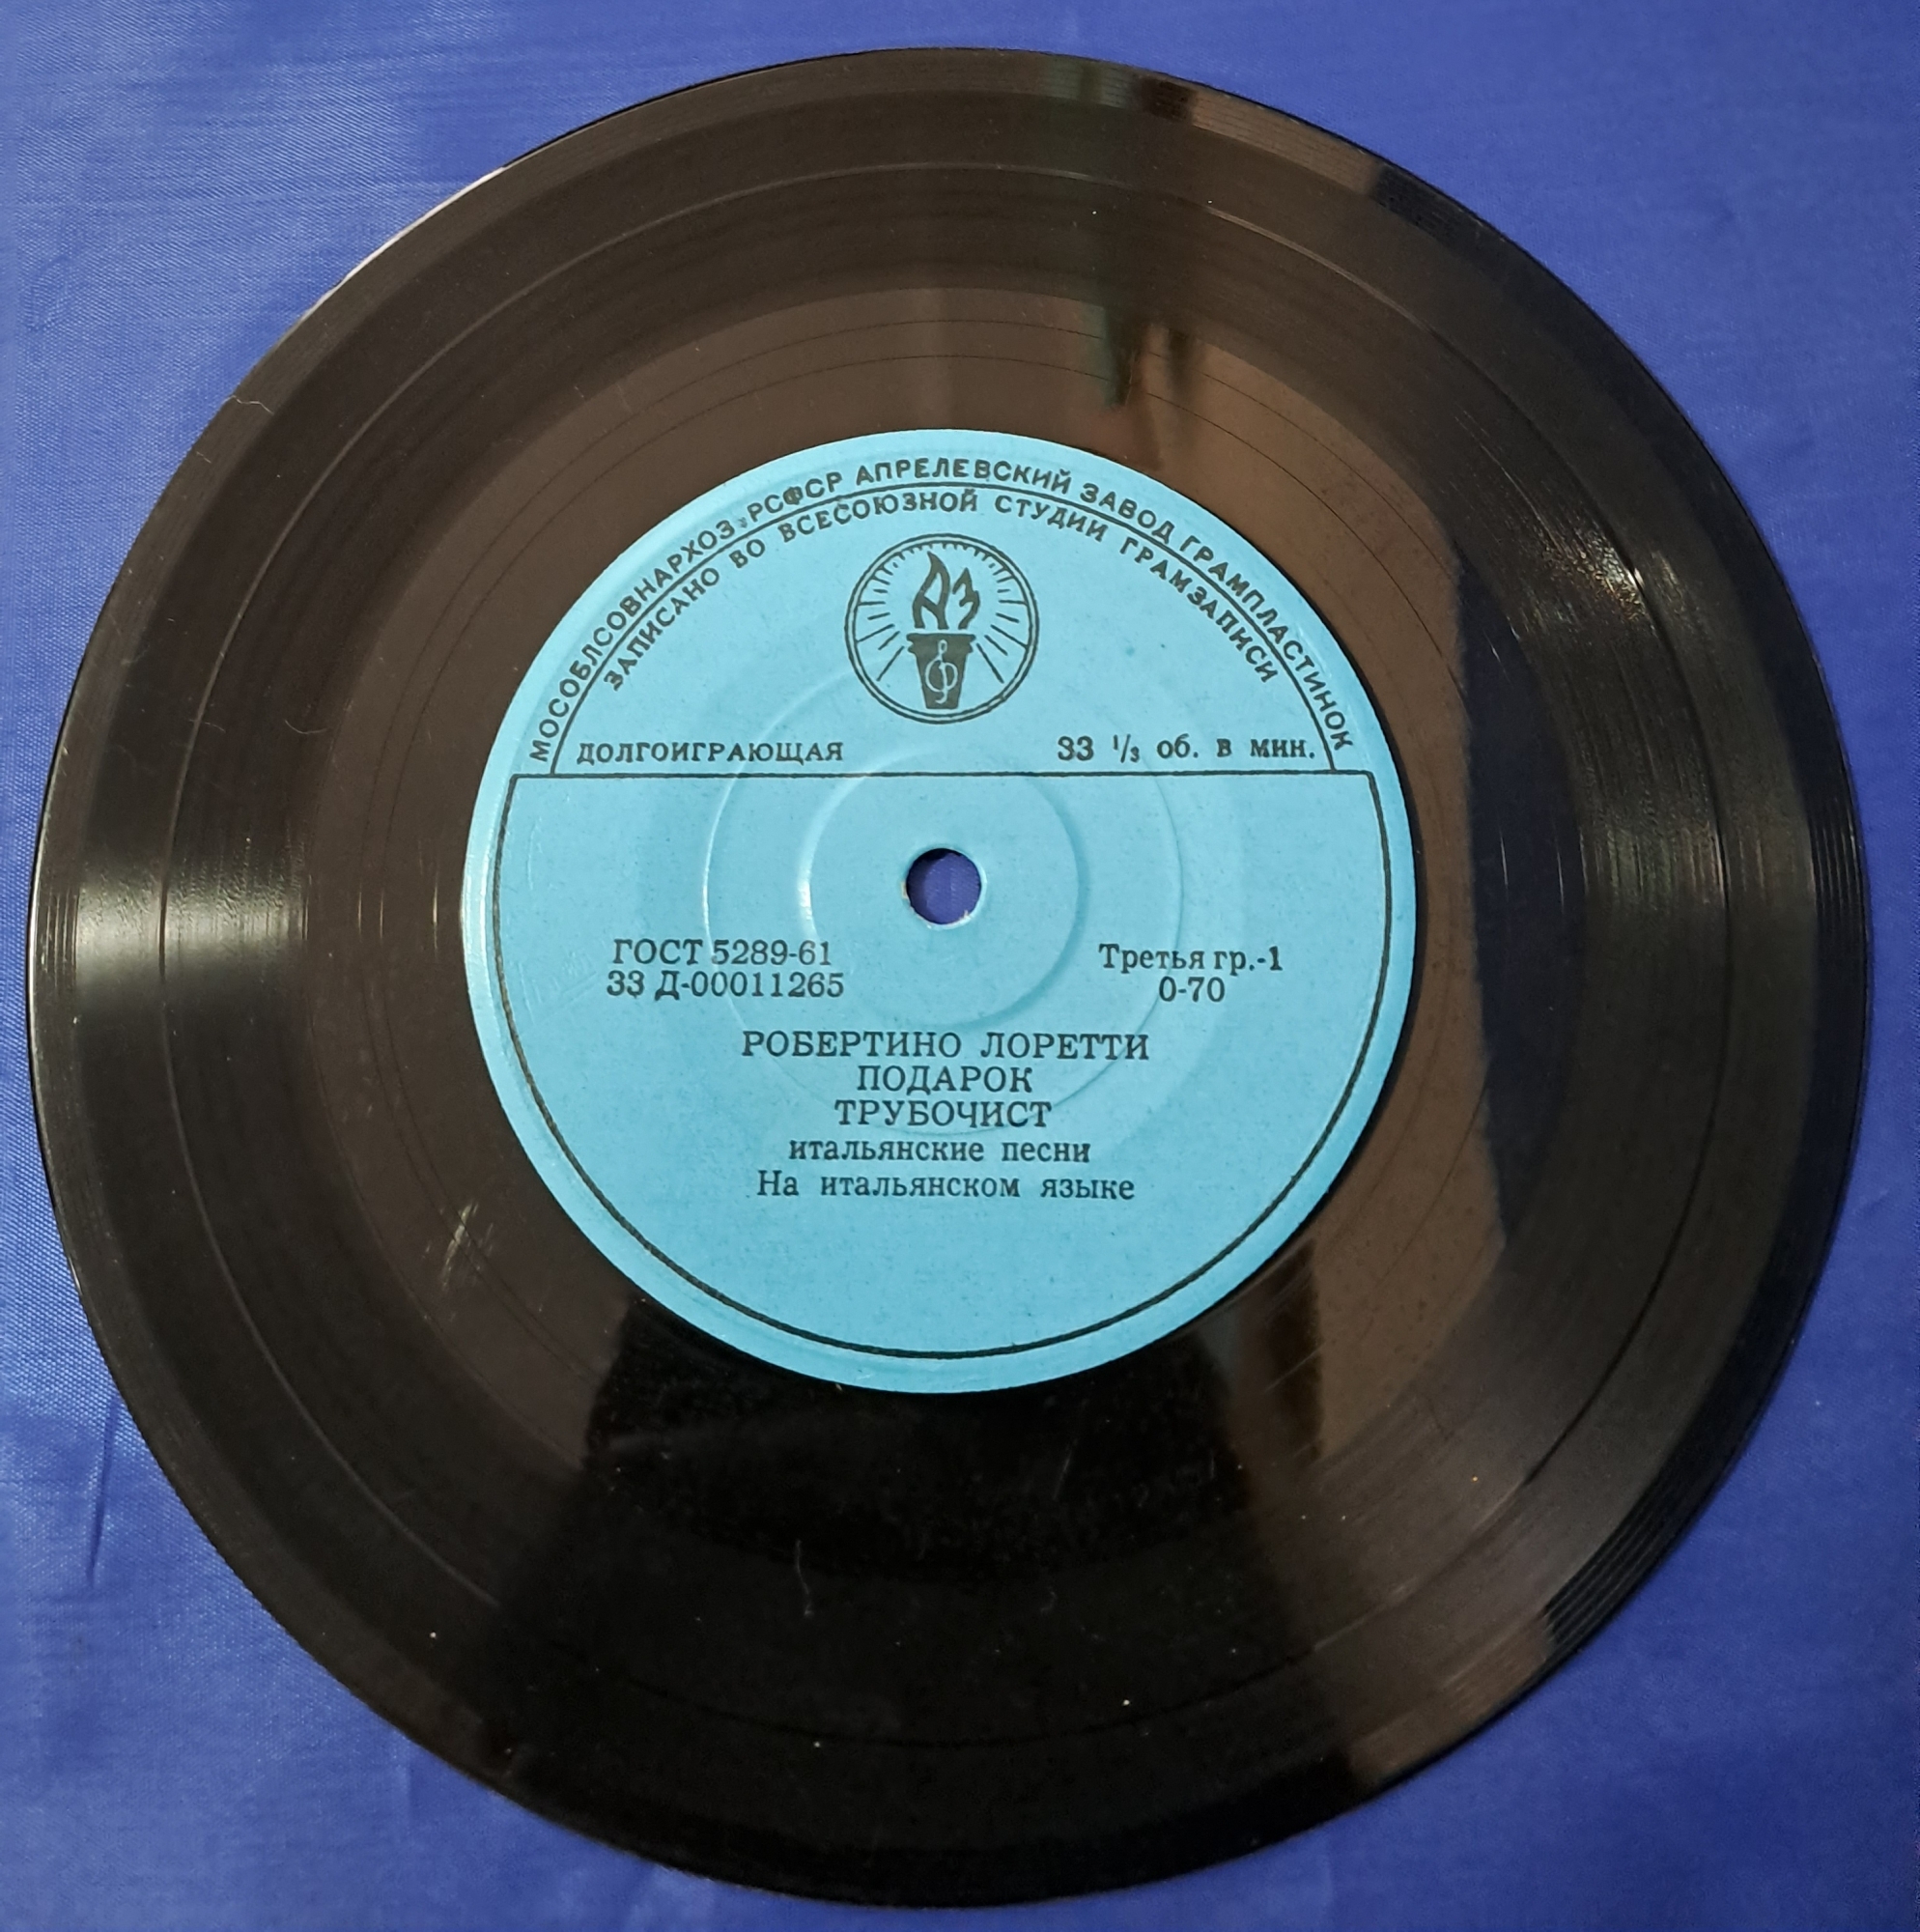 МОСОБЛСОВНАРХОЗ РСФСР АПРЕЛЕВСКИЙ ЗАВОД ГРАМПЛАСТИНОК
ЗАПИСАНО ВО ВСЕСОЮЗНОЙ СТУДИИ ГРАМЗАПИСИ
АЗ
ДОЛГОИГРАЮЩАЯ 33 1/3 об. в мин.
ГОСТ 5289-61 Третья гр.-1
33 Д-00011265 0-70
РОБЕРТИНО ЛОРЕТТИ
ПОДАРОК
ТРУБОЧИСТ
итальянские песни
На итальянском языке